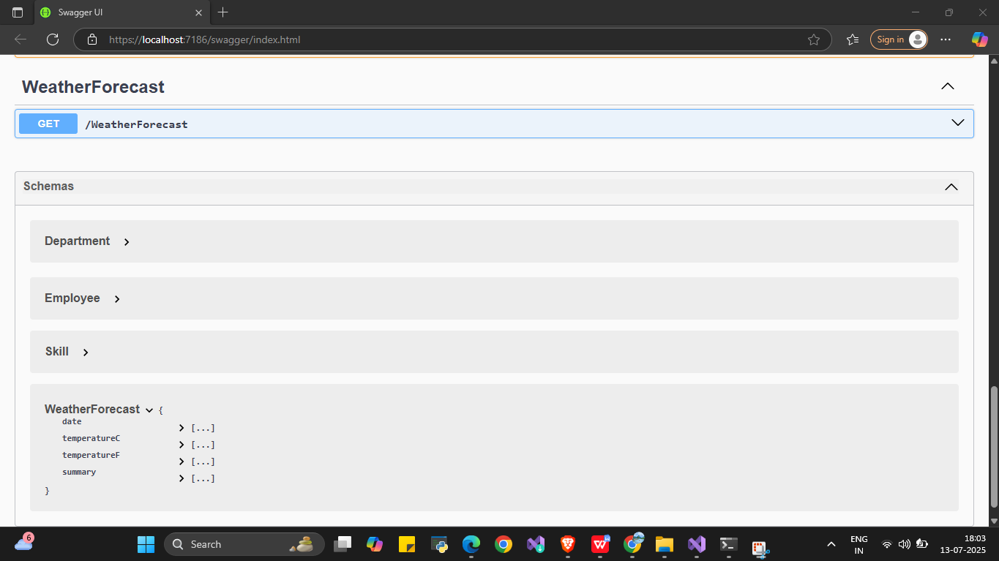 Swagger UI
https://localhost:7186/swagger/index.html
Sign in
WeatherForecast
GET /WeatherForecast
Schemas
Department
Employee
Skill
WeatherForecast {
date
[...]
temperatureC
[...]
temperatureF
[...]
summary
[...]
}
6
Search
ENG
IN
18:03
13-07-2025